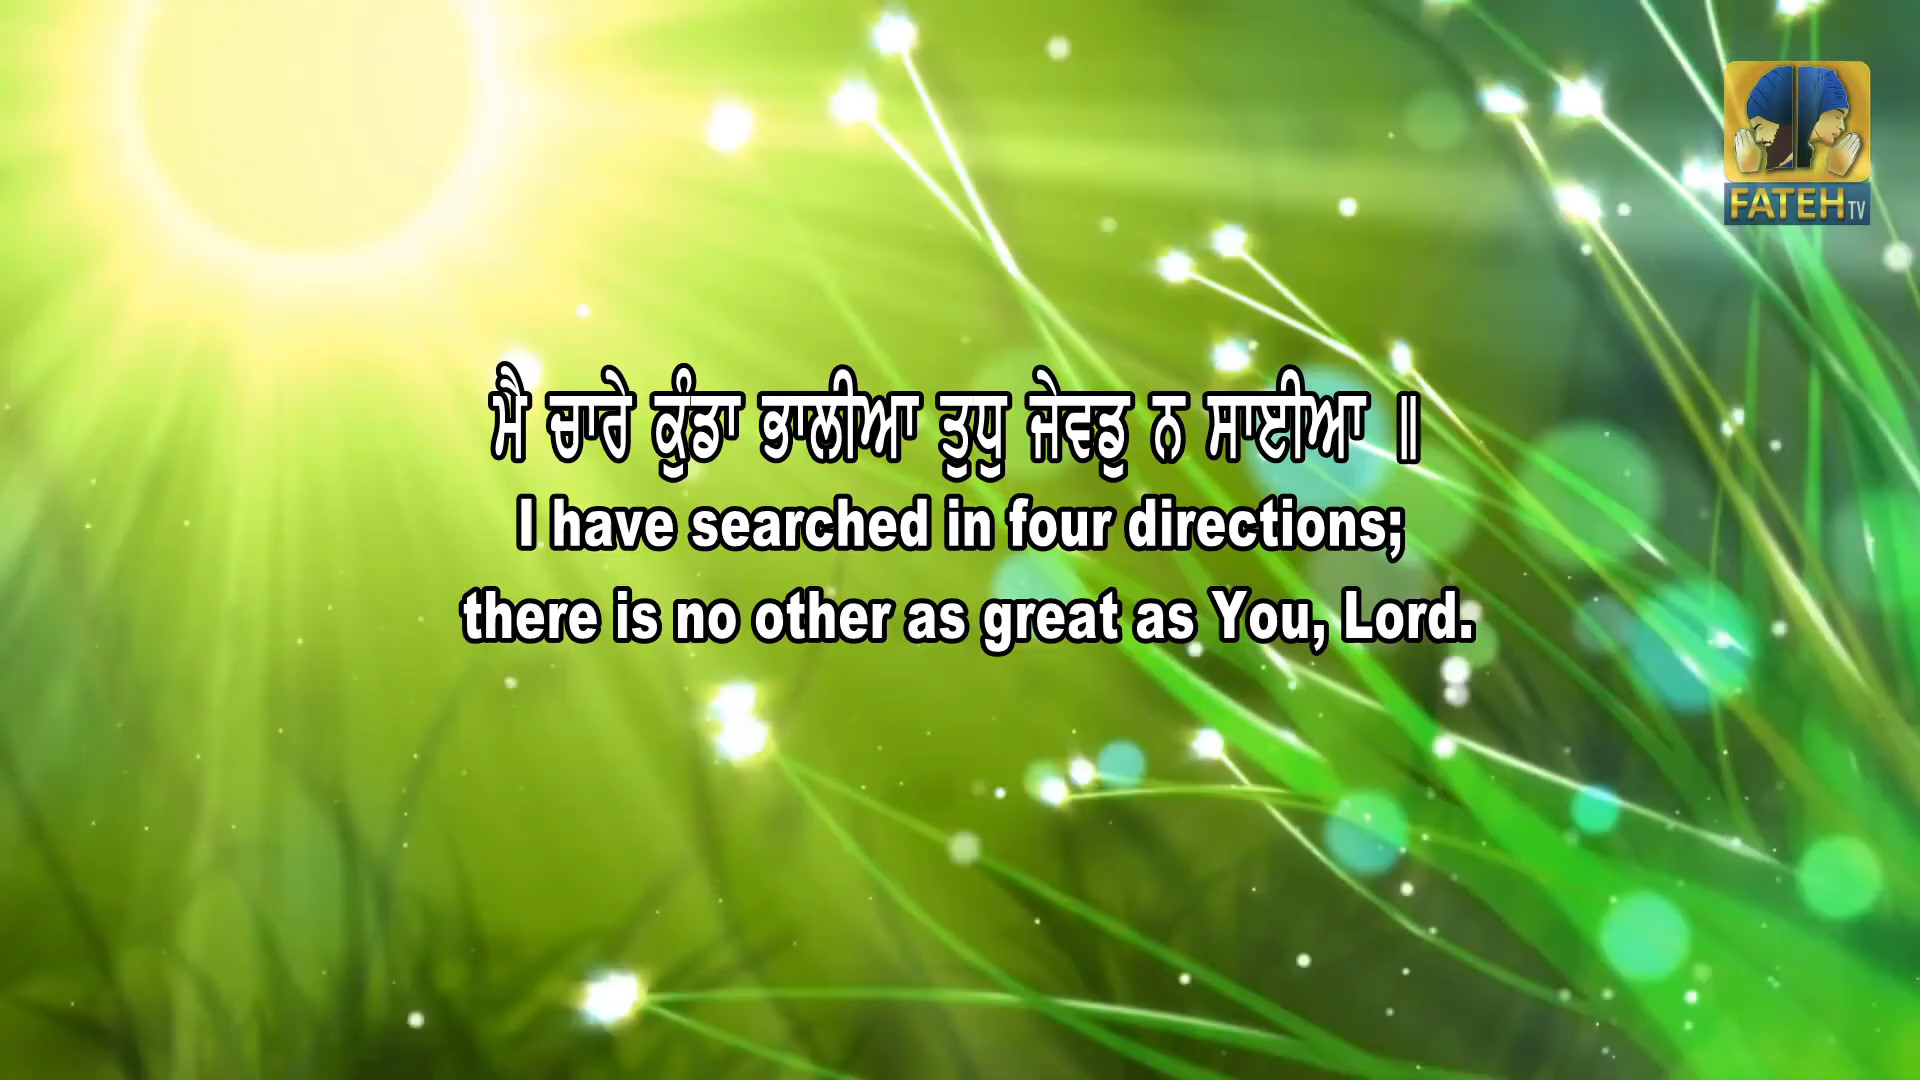 FATEH TV
ਮੈ ਚਾਰੇ ਕੁੰਡਾ ਭਾਲੀਆ ਤੁਧੁ ਜੇਵਡੁ ਨ ਸਾਈਆ ॥
I have searched in four directions;
there is no other as great as You, Lord.